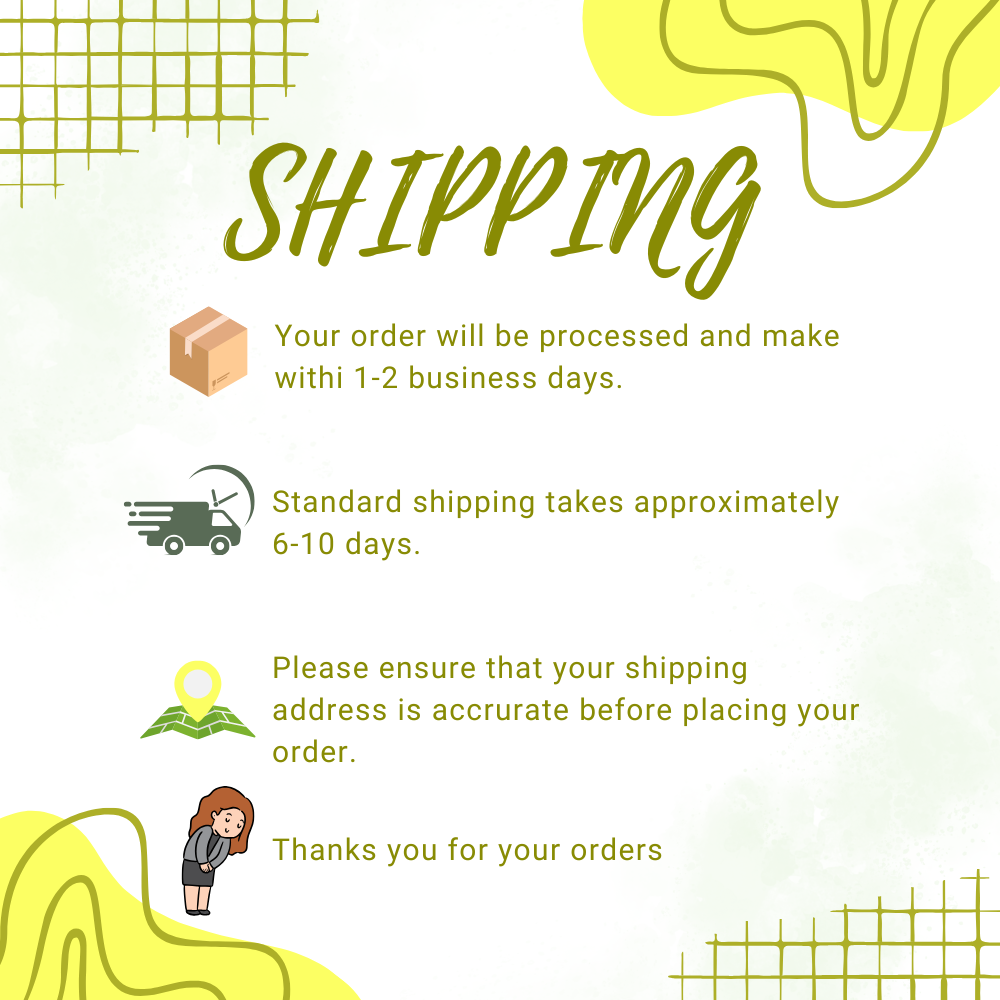 SHIPPING
Your order will be processed and make
withi 1-2 business days.
Standard shipping takes approximately
6-10 days.
Please ensure that your shipping
address is accrurate before placing your
order.
Thanks you for your orders